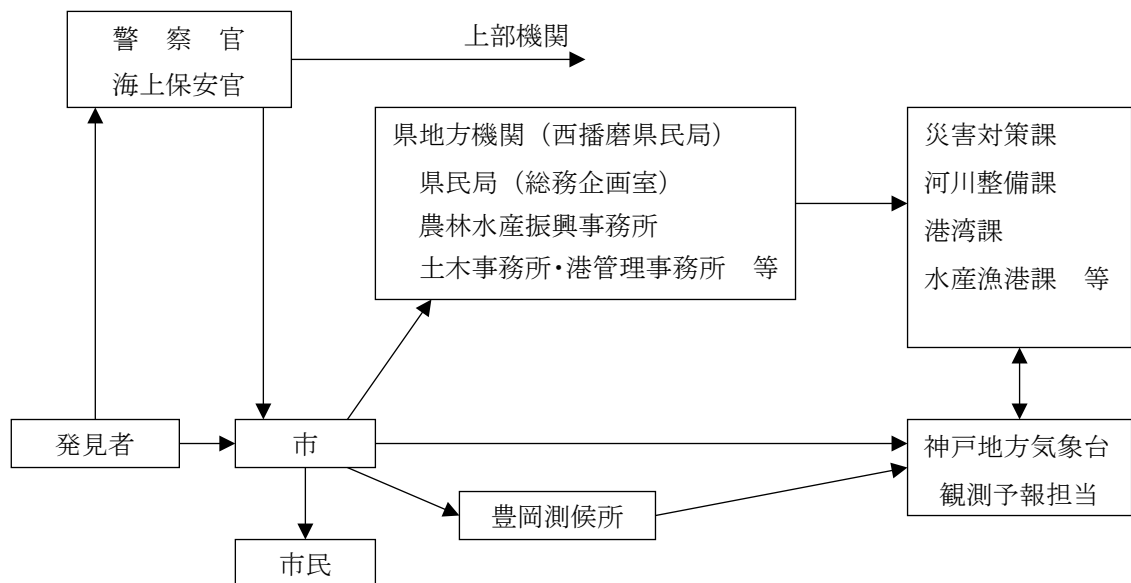 警　察　官
海上保安官
上部機関
県地方機関（西播磨県民局）
県民局（総務企画室）
農林水産振興事務所
土木事務所･港管理事務所　等
災害対策課
河川整備課
港湾課
水産漁港課　等
発見者
市
神戸地方気象台
観測予報担当
豊岡測候所
市民